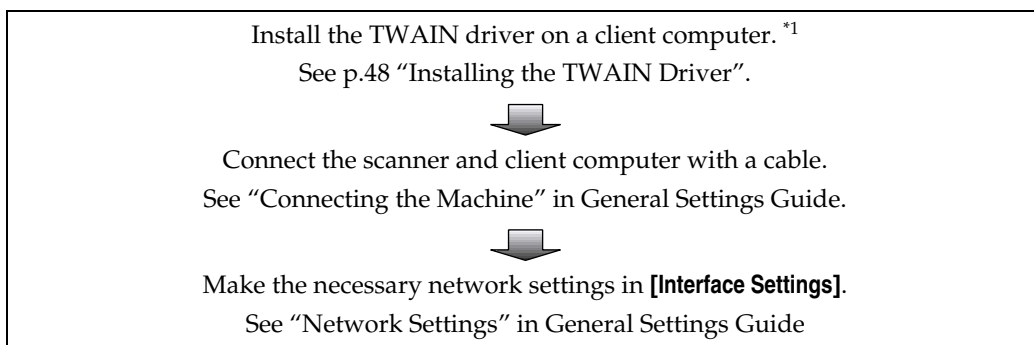 Install the TWAIN driver on a client computer. *1
See p.48 “Installing the TWAIN Driver”.
Connect the scanner and client computer with a cable.
See “Connecting the Machine” in General Settings Guide.
Make the necessary network settings in [Interface Settings].
See “Network Settings” in General Settings Guide